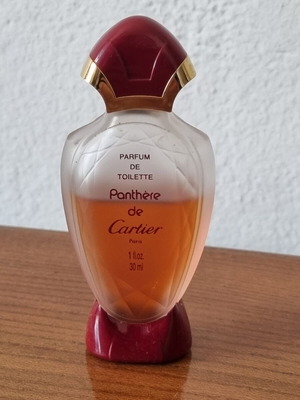 PARFUM
DE
TOILETTE
Panthère
de
Cartier
Paris
1 fl.oz.
30 ml